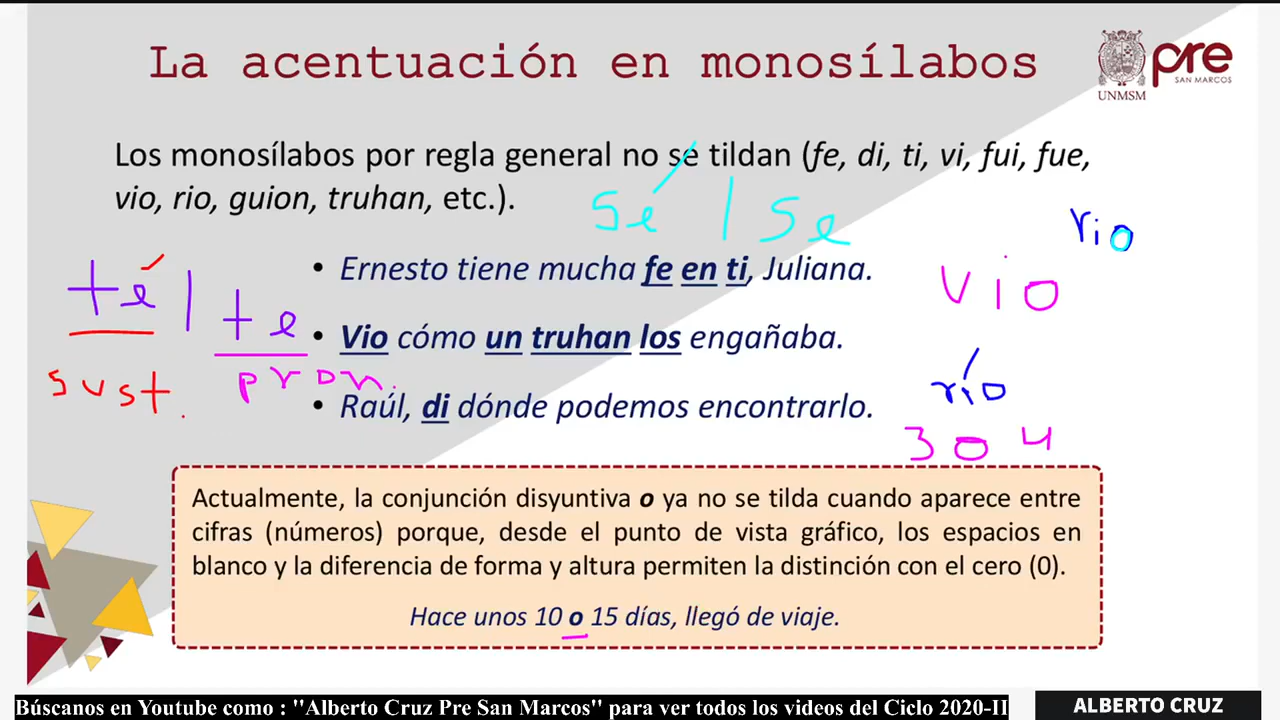 La acentuación en monosílabos
pre
SAN MARCOS
UNMSM
Los monosílabos por regla general no se tildan (fe, di, ti, vi, fui, fue,
vio, rio, guion, truhan, etc.).
sé | se
rio
• Ernesto tiene mucha fe en ti, Juliana.
vio
té | te
• Vio cómo un truhan los engañaba.
sust. pron.
río
• Raúl, di dónde podemos encontrarlo.
3 o 4
Actualmente, la conjunción disyuntiva o ya no se tilda cuando aparece entre
cifras (números) porque, desde el punto de vista gráfico, los espacios en
blanco y la diferencia de forma y altura permiten la distinción con el cero (0).
Hace unos 10 o 15 días, llegó de viaje.
Búscanos en Youtube como : "Alberto Cruz Pre San Marcos" para ver todos los videos del Ciclo 2020-II
ALBERTO CRUZ